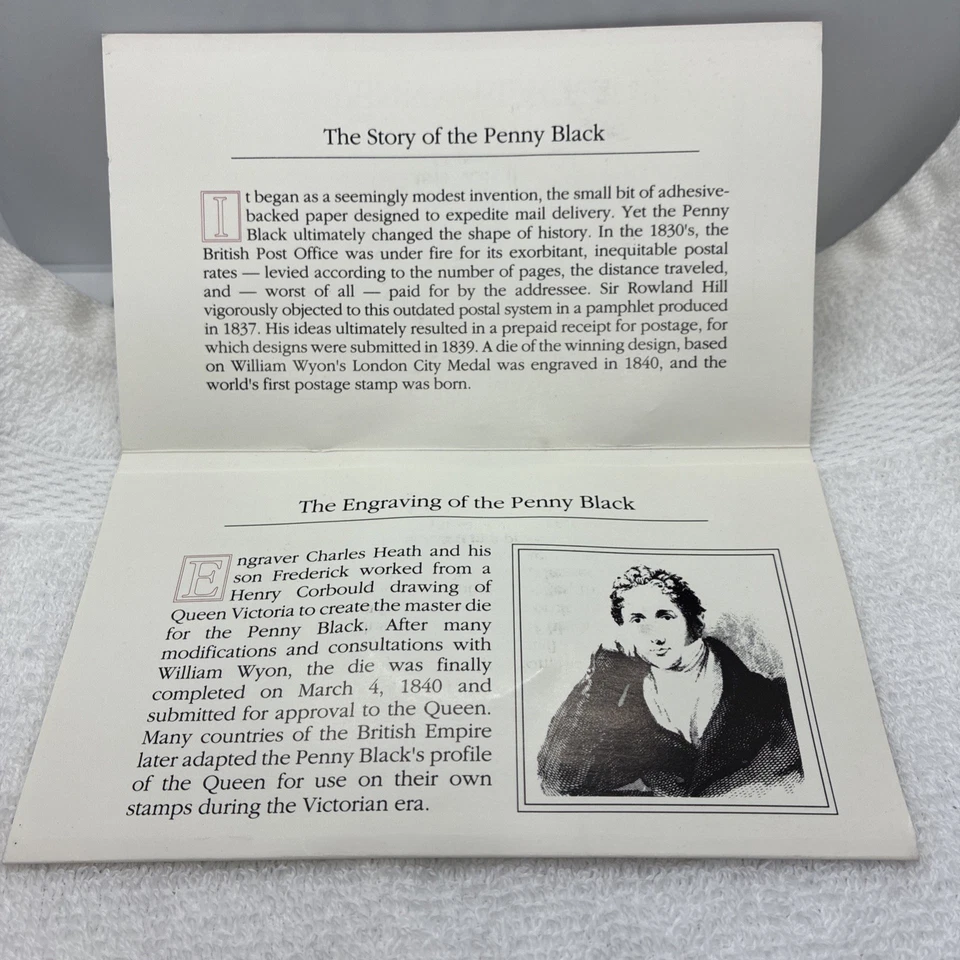 The Story of the Penny Black
It began as a seemingly modest invention, the small bit of adhesive-
backed paper designed to expedite mail delivery. Yet the Penny
Black ultimately changed the shape of history. In the 1830's, the
British Post Office was under fire for its exorbitant, inequitable postal
rates — levied according to the number of pages, the distance traveled,
and — worst of all — paid for by the addressee. Sir Rowland Hill
vigorously objected to this outdated postal system in a pamphlet produced
in 1837. His ideas ultimately resulted in a prepaid receipt for postage, for
which designs were submitted in 1839. A die of the winning design, based
on William Wyon's London City Medal was engraved in 1840, and the
world's first postage stamp was born.
The Engraving of the Penny Black
Engraver Charles Heath and his
son Frederick worked from a
Henry Corbould drawing of
Queen Victoria to create the master die
for the Penny Black. After many
modifications and consultations with
William Wyon, the die was finally
completed on March 4, 1840 and
submitted for approval to the Queen.
Many countries of the British Empire
later adapted the Penny Black's profile
of the Queen for use on their own
stamps during the Victorian era.